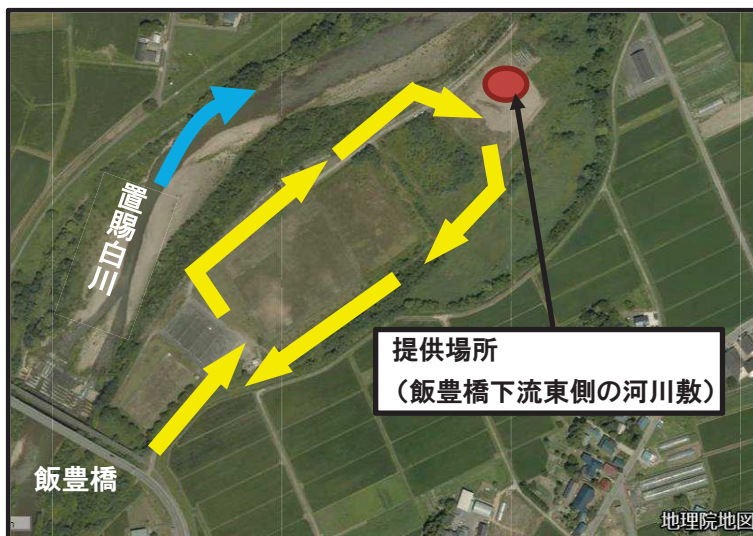 置賜白川
提供場所
（飯豊橋下流東側の河川敷）
飯豊橋
地理院地図